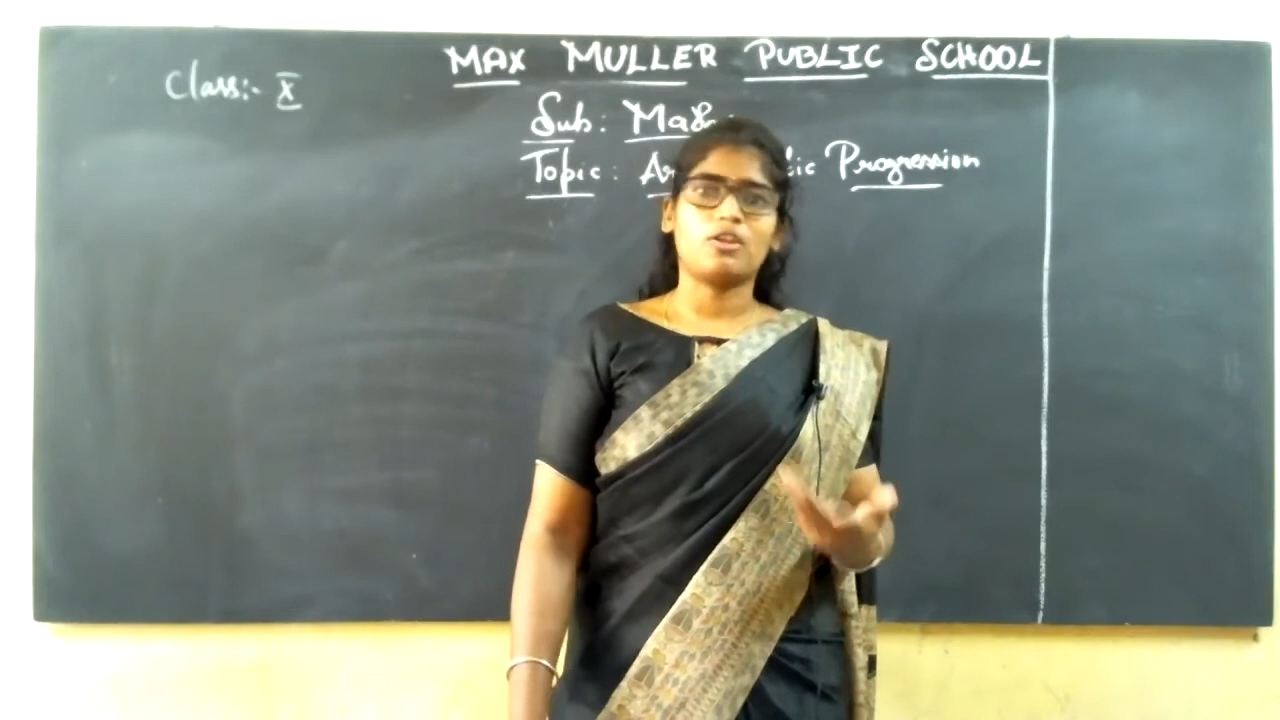 MAX MULLER PUBLIC SCHOOL
Class:- X
Sub:
Topic: Progression